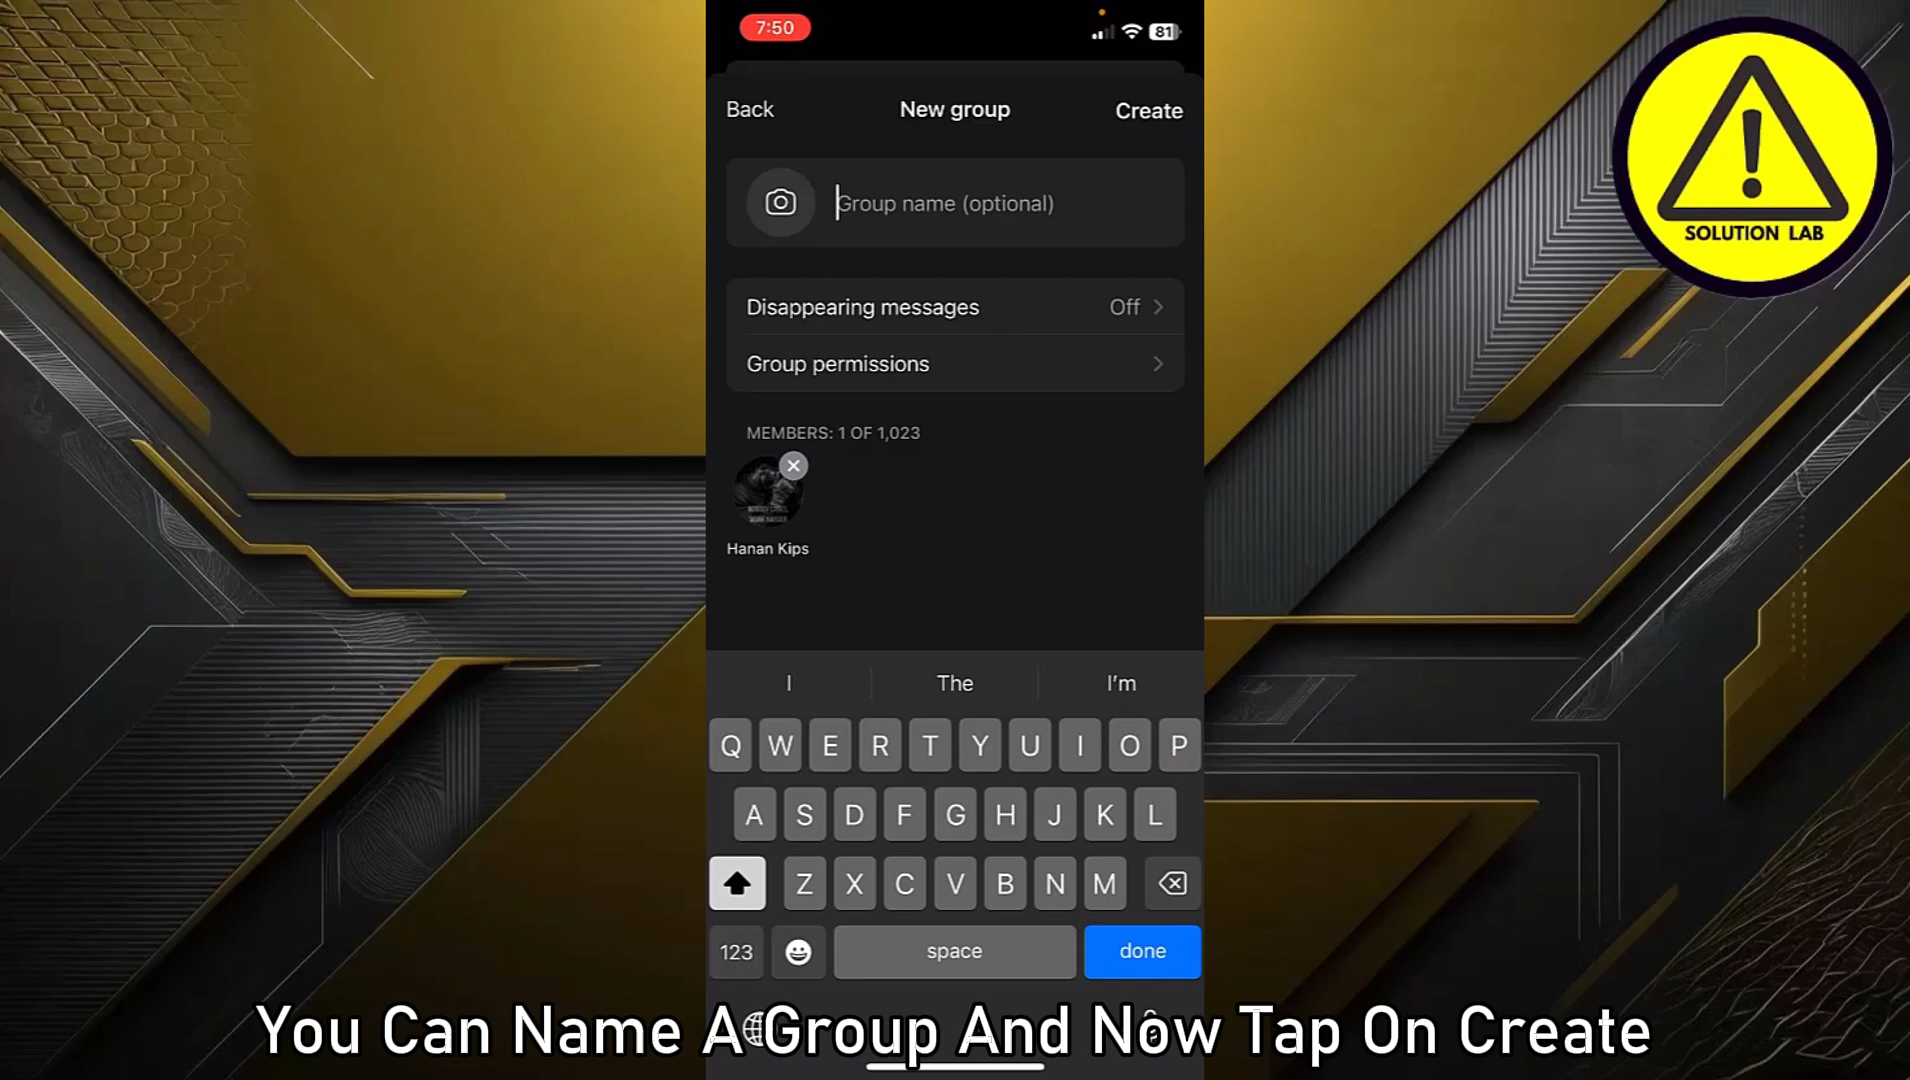 7:50
81
Back
New group
Create
Group name (optional)
Disappearing messages
Off
Group permissions
MEMBERS: 1 OF 1,023
Hanan Kips
I
The
I'm
Q W E R T Y U I O P
A S D F G H J K L
Z X C V B N M
123
space
done
You Can Name A Group And Now Tap On Create
SOLUTION LAB